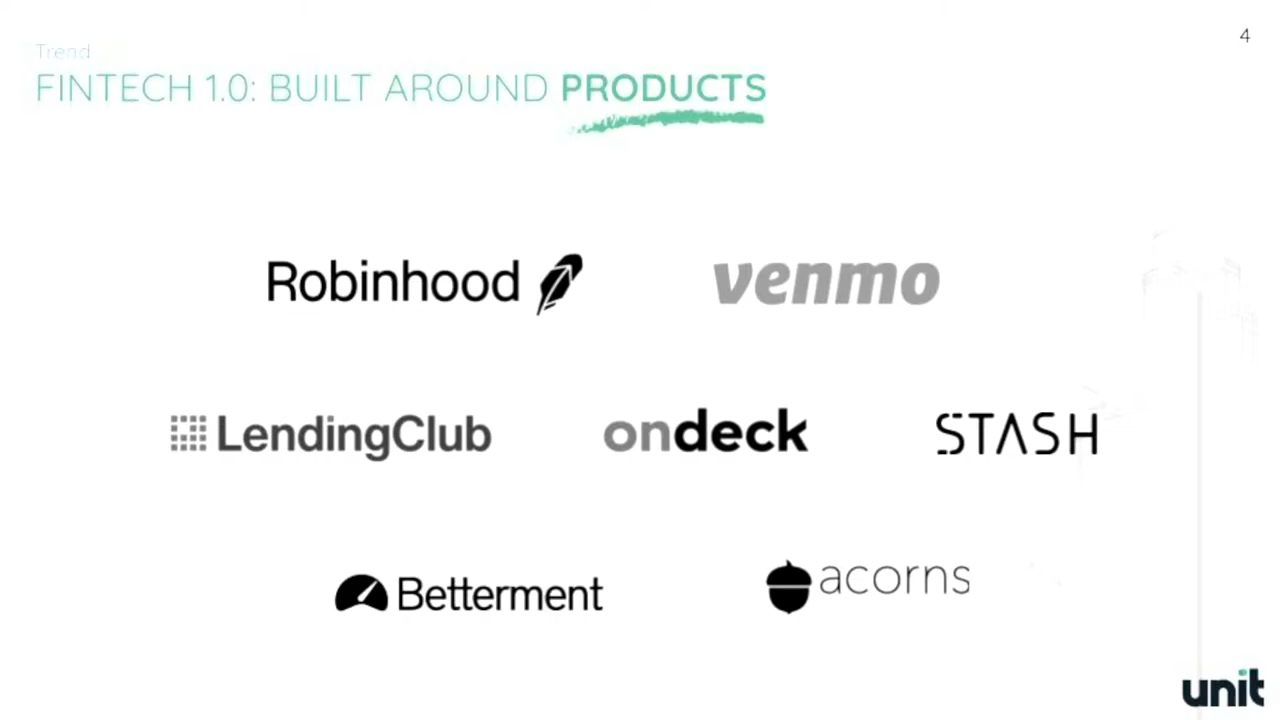 4
Trend
FINTECH 1.0: BUILT AROUND PRODUCTS
Robinhood venmo
LendingClub ondeck STASH
Betterment acorns
unit